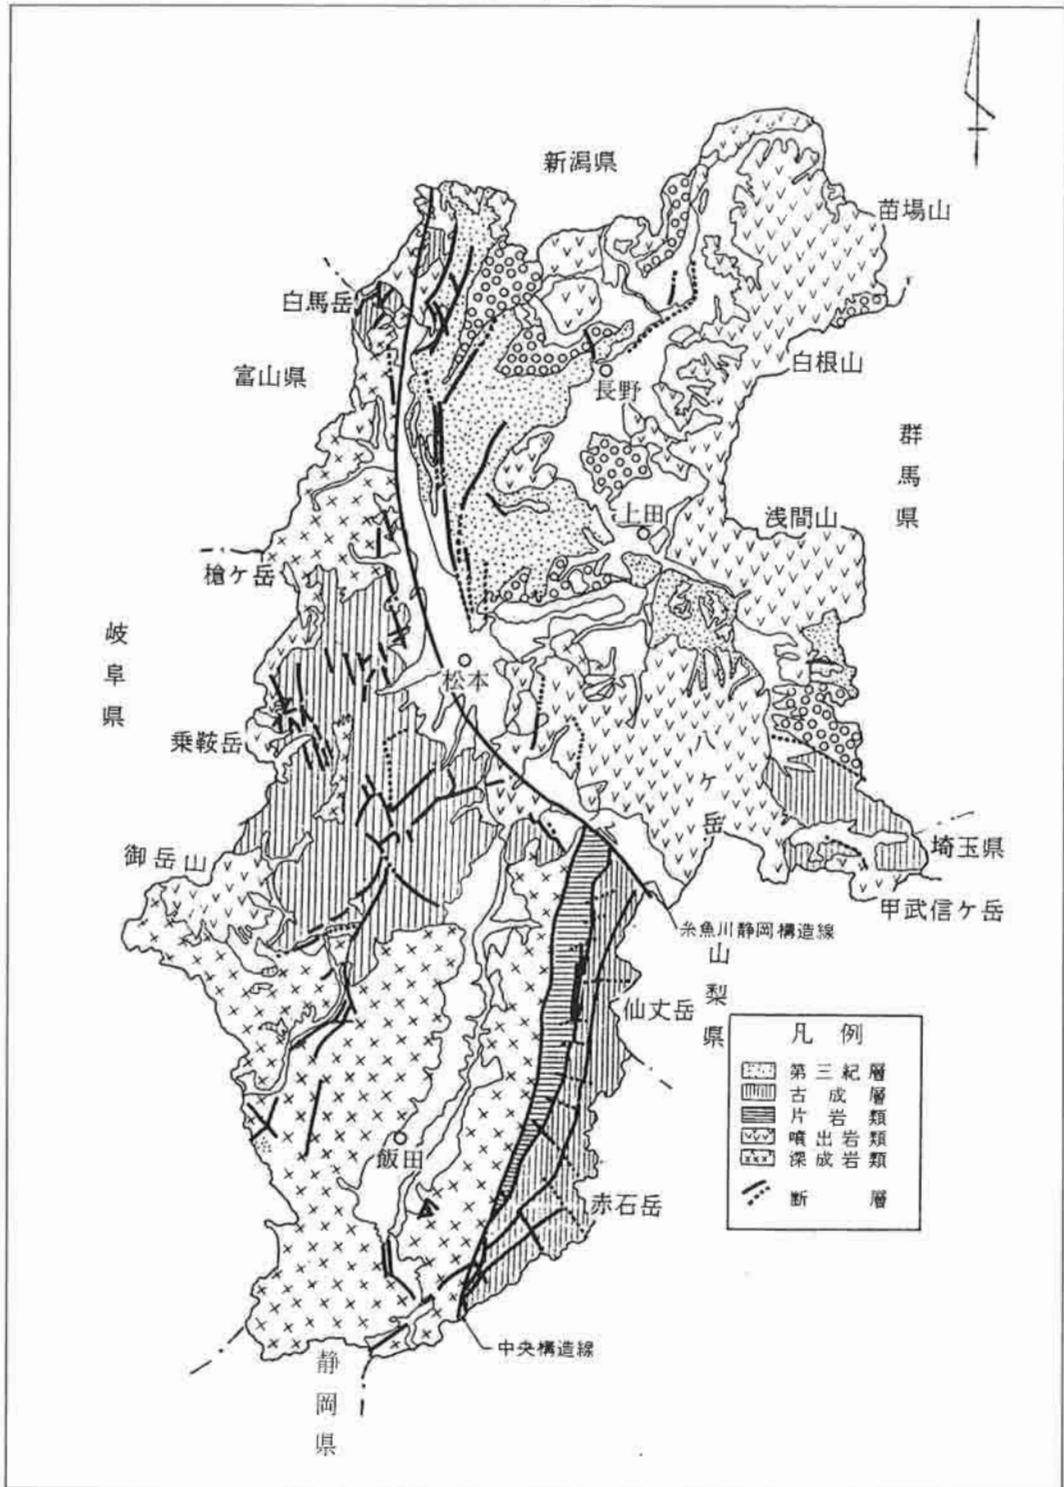 新潟県
苗場山
白馬岳
富山県
白根山
長野
群馬県
上田
浅間山
槍ケ岳
岐阜県
松本
乗鞍岳
八ケ岳
御岳山
埼玉県
甲武信ケ岳
糸魚川静岡構造線
山梨県
仙丈岳
凡例
第三紀層
古成層
片岩類
噴出岩類
深成岩類
断層
飯田
赤石岳
中央構造線
静岡県